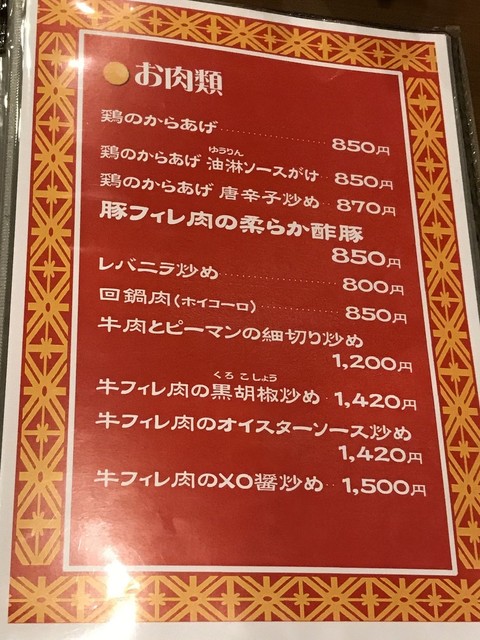 お肉類
鶏のからあげ 850円
ゆうりん
鶏のからあげ 油淋ソースがけ 850円
鶏のからあげ 唐辛子炒め 870円
豚フィレ肉の柔らか酢豚
850円
レバニラ炒め 800円
回鍋肉(ホイコーロ) 850円
牛肉とピーマンの細切り炒め
1,200円
くろ こしょう
牛フィレ肉の黒胡椒炒め 1,420円
牛フィレ肉のオイスターソース炒め
1,420円
牛フィレ肉のXO醤炒め 1,500円